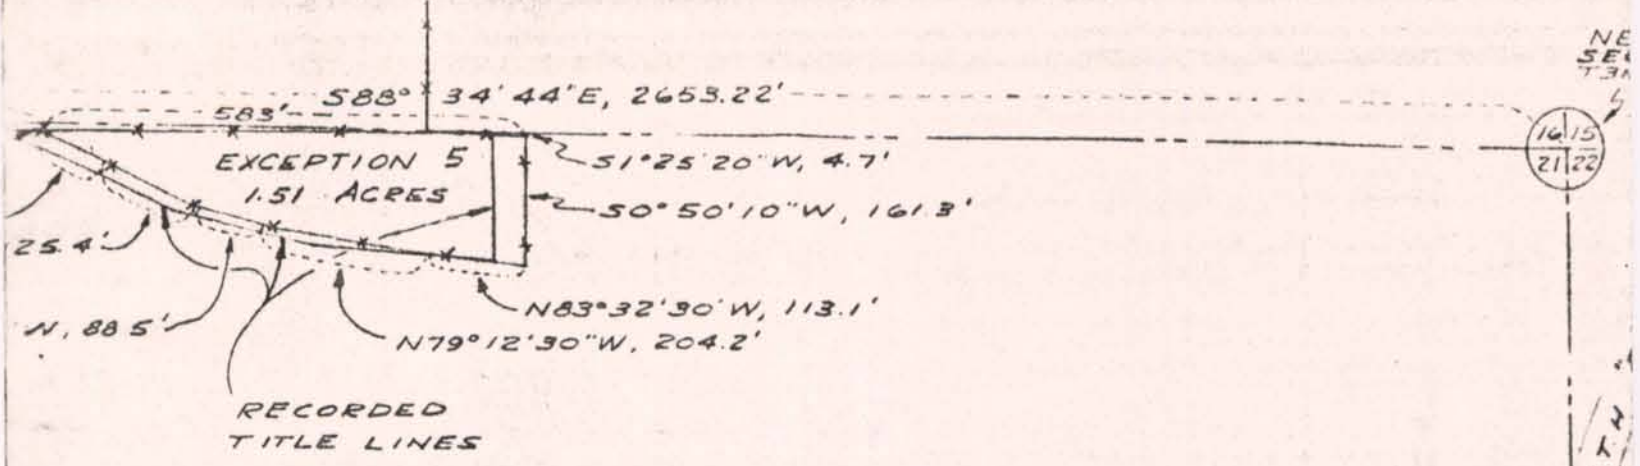 NE
SE
T3N
S88° 34' 44"E, 2653.22'
583'
16 15
21 22
EXCEPTION 5
1.51 ACRES
S1°25'20"W, 4.7'
S0°50'10"W, 161.3'
25.4'
N83°32'30"W, 113.1'
W, 88.5'
N79°12'30"W, 204.2'
RECORDED
TITLE LINES